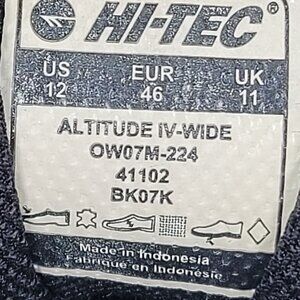 HI-TEC®
US EUR UK
12 46 11
ALTITUDE IV-WIDE
OW07M-224
41102
BK07K
Made in Indonesia
Fabriqué en Indonésie